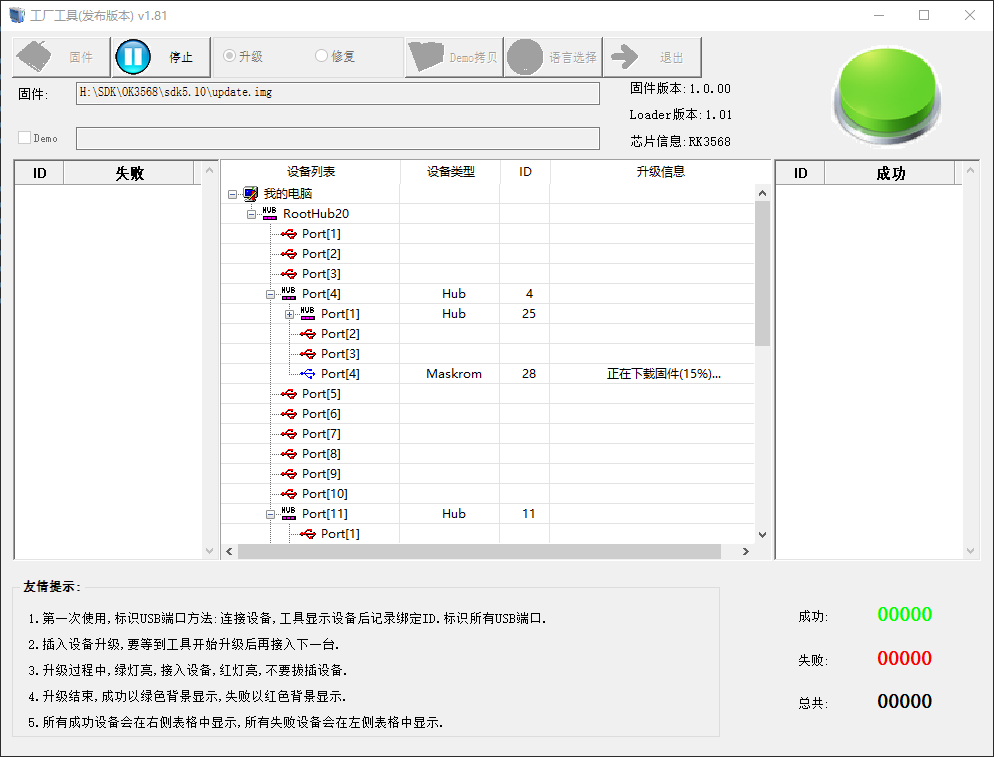 工厂工具(发布版本) v1.81
固件 停止 升级 修复 Demo拷贝 语言选择 退出
固件: H:\SDK\OK3568\sdk5.10\update.img
固件版本:1.0.00
Loader版本:1.01
芯片信息:RK3568
Demo
ID 失败
设备列表 设备类型 ID 升级信息
我的电脑
HUB RootHub20
Port[1]
Port[2]
Port[3]
HUB Port[4] Hub 4
HUB Port[1] Hub 25
Port[2]
Port[3]
Port[4] Maskrom 28 正在下载固件(15%)...
Port[5]
Port[6]
Port[7]
Port[8]
Port[9]
Port[10]
HUB Port[11] Hub 11
Port[1]
ID 成功
友情提示:
1.第一次使用,标识USB端口方法:连接设备,工具显示设备后记录绑定ID.标识所有USB端口.
2.插入设备升级,要等到工具开始升级后再接入下一台.
3.升级过程中,绿灯亮,接入设备,红灯亮,不要拔插设备.
4.升级结束,成功以绿色背景显示,失败以红色背景显示.
5.所有成功设备会在右侧表格中显示,所有失败设备会在左侧表格中显示.
成功: 00000
失败: 00000
总共: 00000